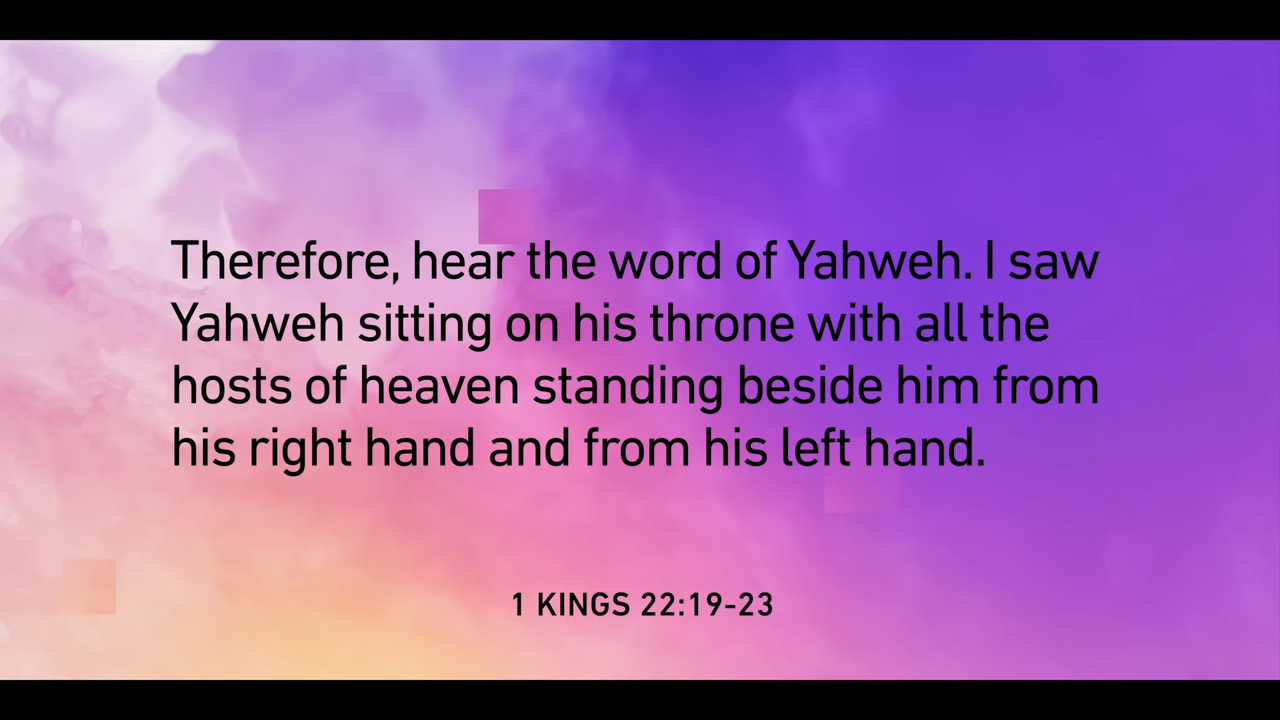 Therefore, hear the word of Yahweh. I saw
Yahweh sitting on his throne with all the
hosts of heaven standing beside him from
his right hand and from his left hand.
1 KINGS 22:19-23